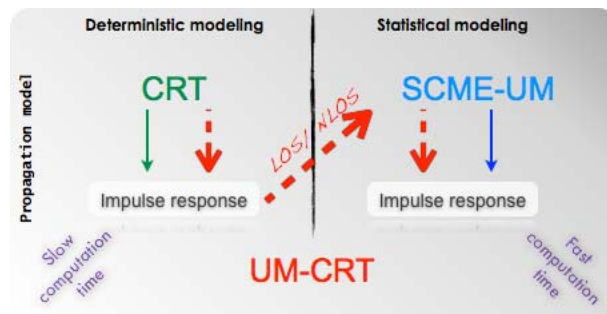 Deterministic modeling
Statistical modeling
Propagation model
CRT
SCME-UM
LOS/ NLOS
Impulse response
Impulse response
Slow
computation
time
UM-CRT
Fast
computation
time